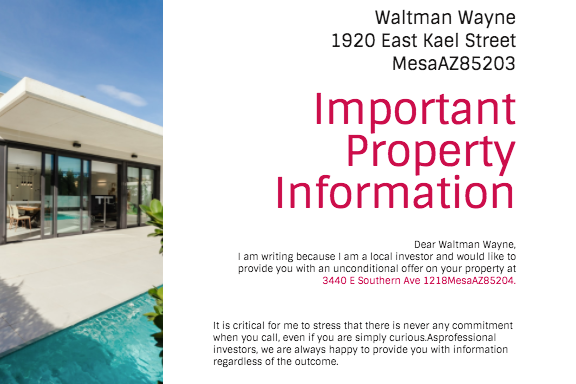 Waltman Wayne
1920 East Kael Street
MesaAZ85203
Important
Property
Information
Dear Waltman Wayne,
I am writing because I am a local investor and would like to
provide you with an unconditional offer on your property at
3440 E Southern Ave 1218MesaAZ85204.
It is critical for me to stress that there is never any commitment
when you call, even if you are simply curious.Asprofessional
investors, we are always happy to provide you with information
regardless of the outcome.